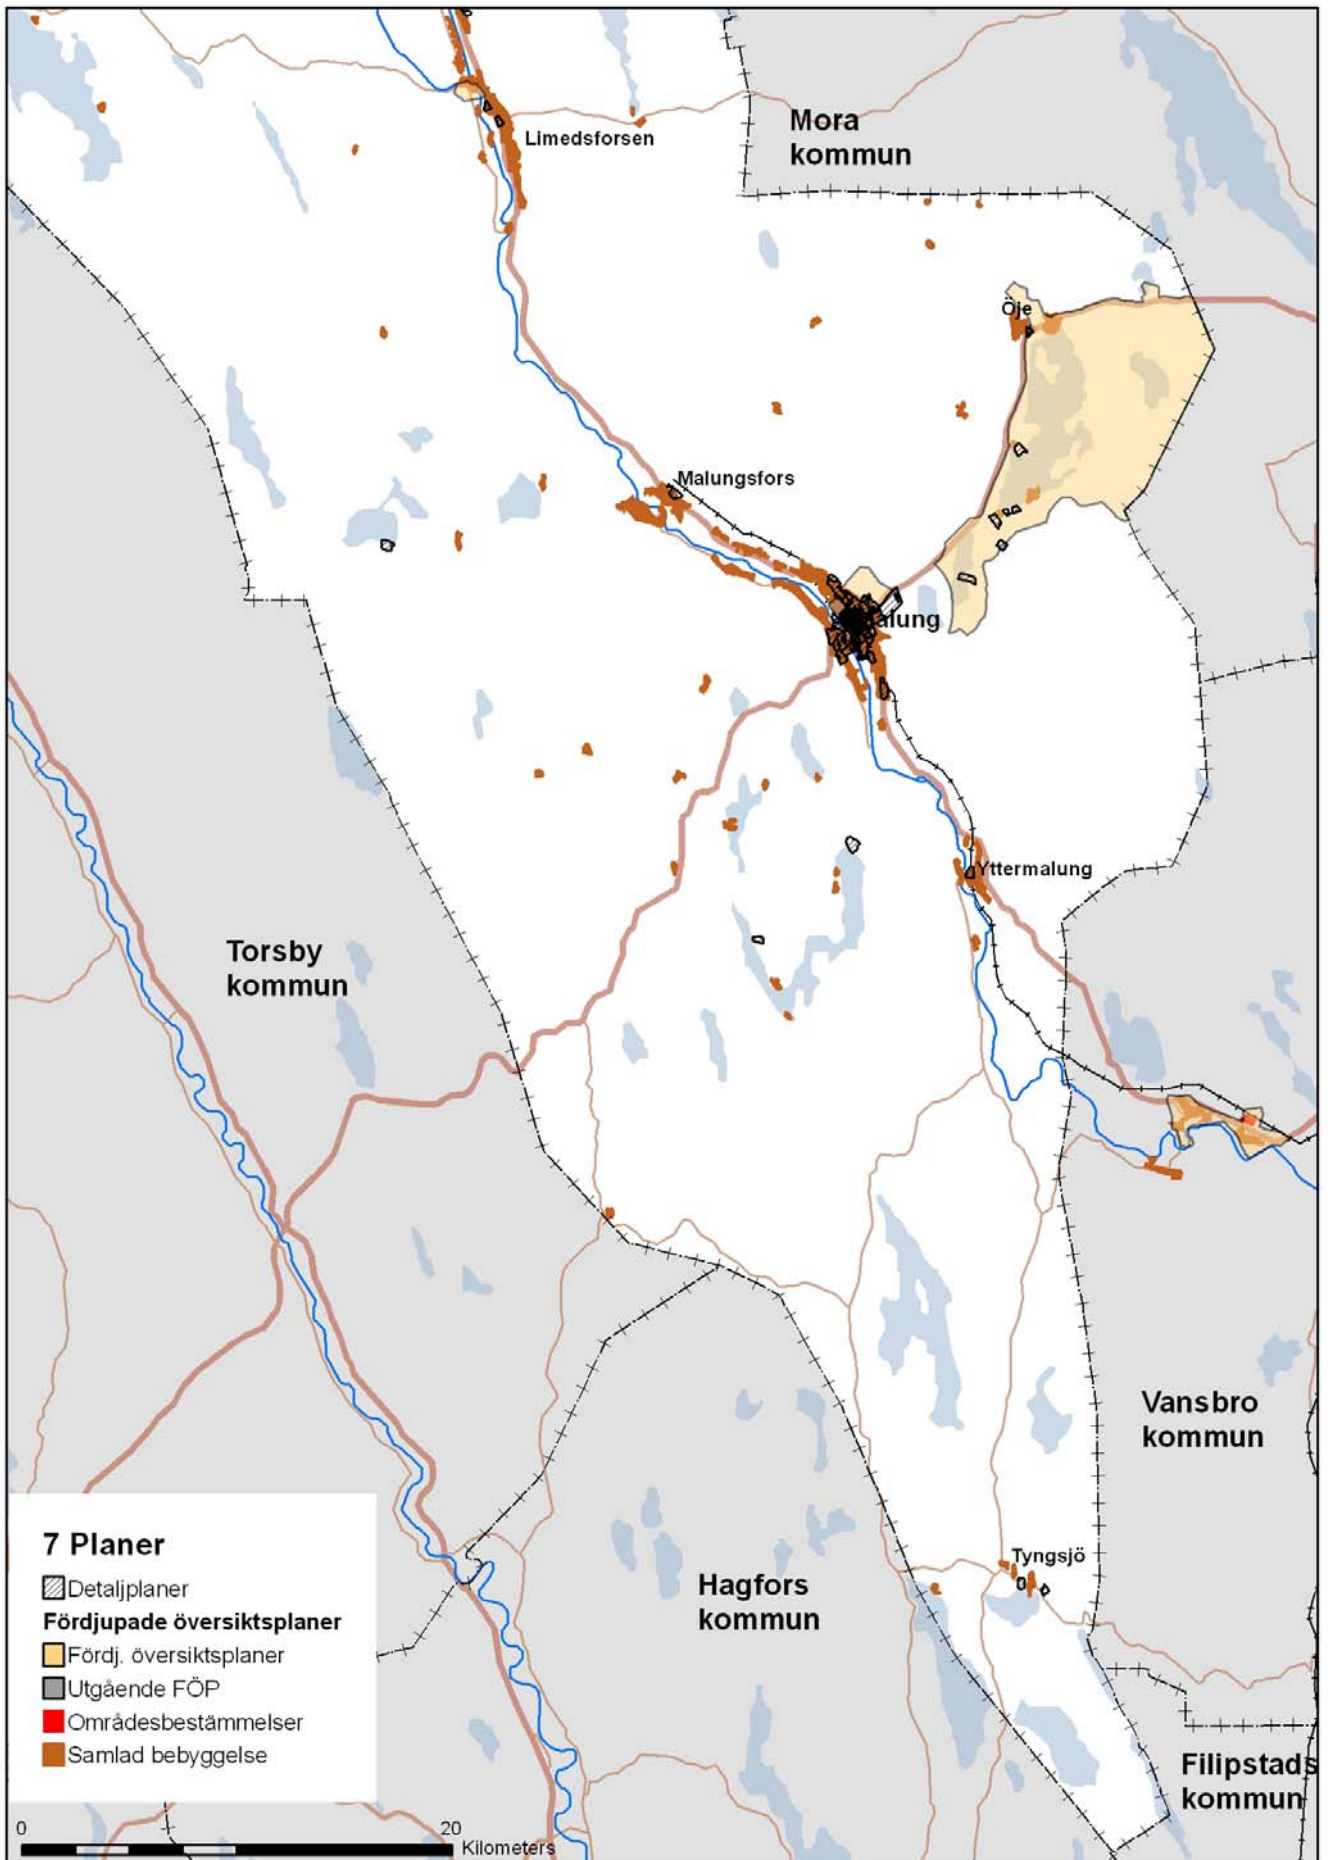 Mora
kommun
Limedsforsen
Öje
Malungsfors
alung
Yttermalung
Torsby
kommun
Vansbro
kommun
Tyngsjö
Hagfors
kommun
Filipstads
kommun
7 Planer
Detaljplaner
Fördjupade översiktsplaner
Fördj. översiktsplaner
Utgående FÖP
Områdesbestämmelser
Samlad bebyggelse
0 20
Kilometers